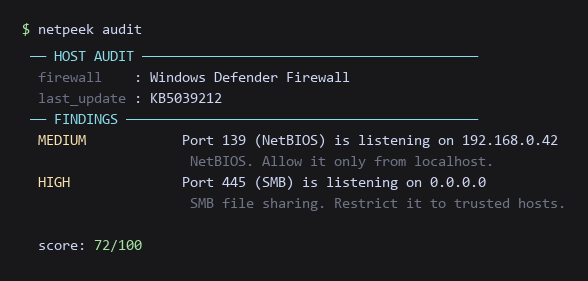 $ netpeek audit
── HOST AUDIT ──────────────────────────────────────────
firewall    : Windows Defender Firewall
last_update : KB5039212
── FINDINGS ────────────────────────────────────────────
MEDIUM            Port 139 (NetBIOS) is listening on 192.168.0.42
NetBIOS. Allow it only from localhost.
HIGH              Port 445 (SMB) is listening on 0.0.0.0
SMB file sharing. Restrict it to trusted hosts.
score: 72/100